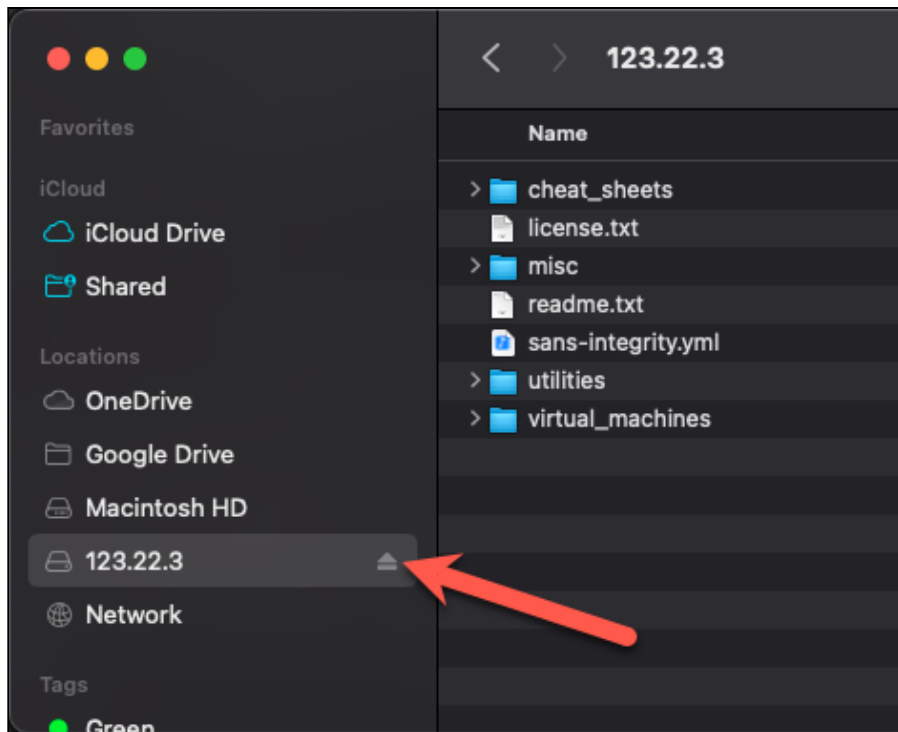 Favorites
iCloud
iCloud Drive
Shared
Locations
OneDrive
Google Drive
Macintosh HD
123.22.3
Network
Tags
Green
123.22.3
Name
cheat_sheets
license.txt
misc
readme.txt
sans-integrity.yml
utilities
virtual_machines